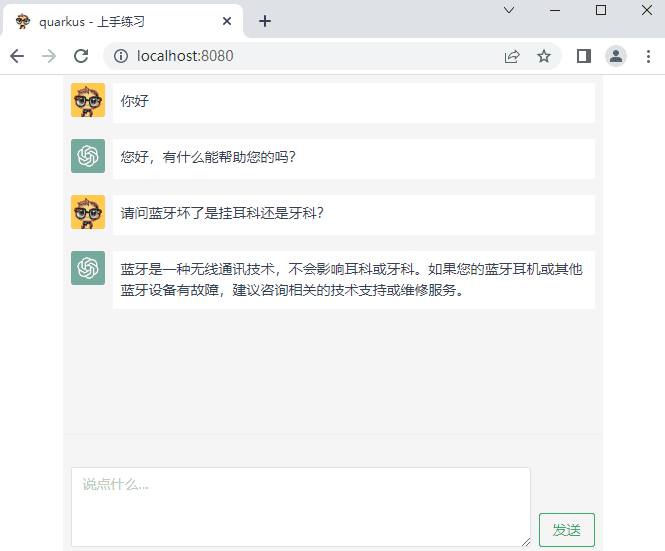 quarkus - 上手练习
localhost:8080
你好
您好，有什么能帮助您的吗？
请问蓝牙坏了是挂耳科还是牙科？
蓝牙是一种无线通讯技术，不会影响耳科或牙科。如果您的蓝牙耳机或其他
蓝牙设备有故障，建议咨询相关的技术支持或维修服务。
说点什么...
发送